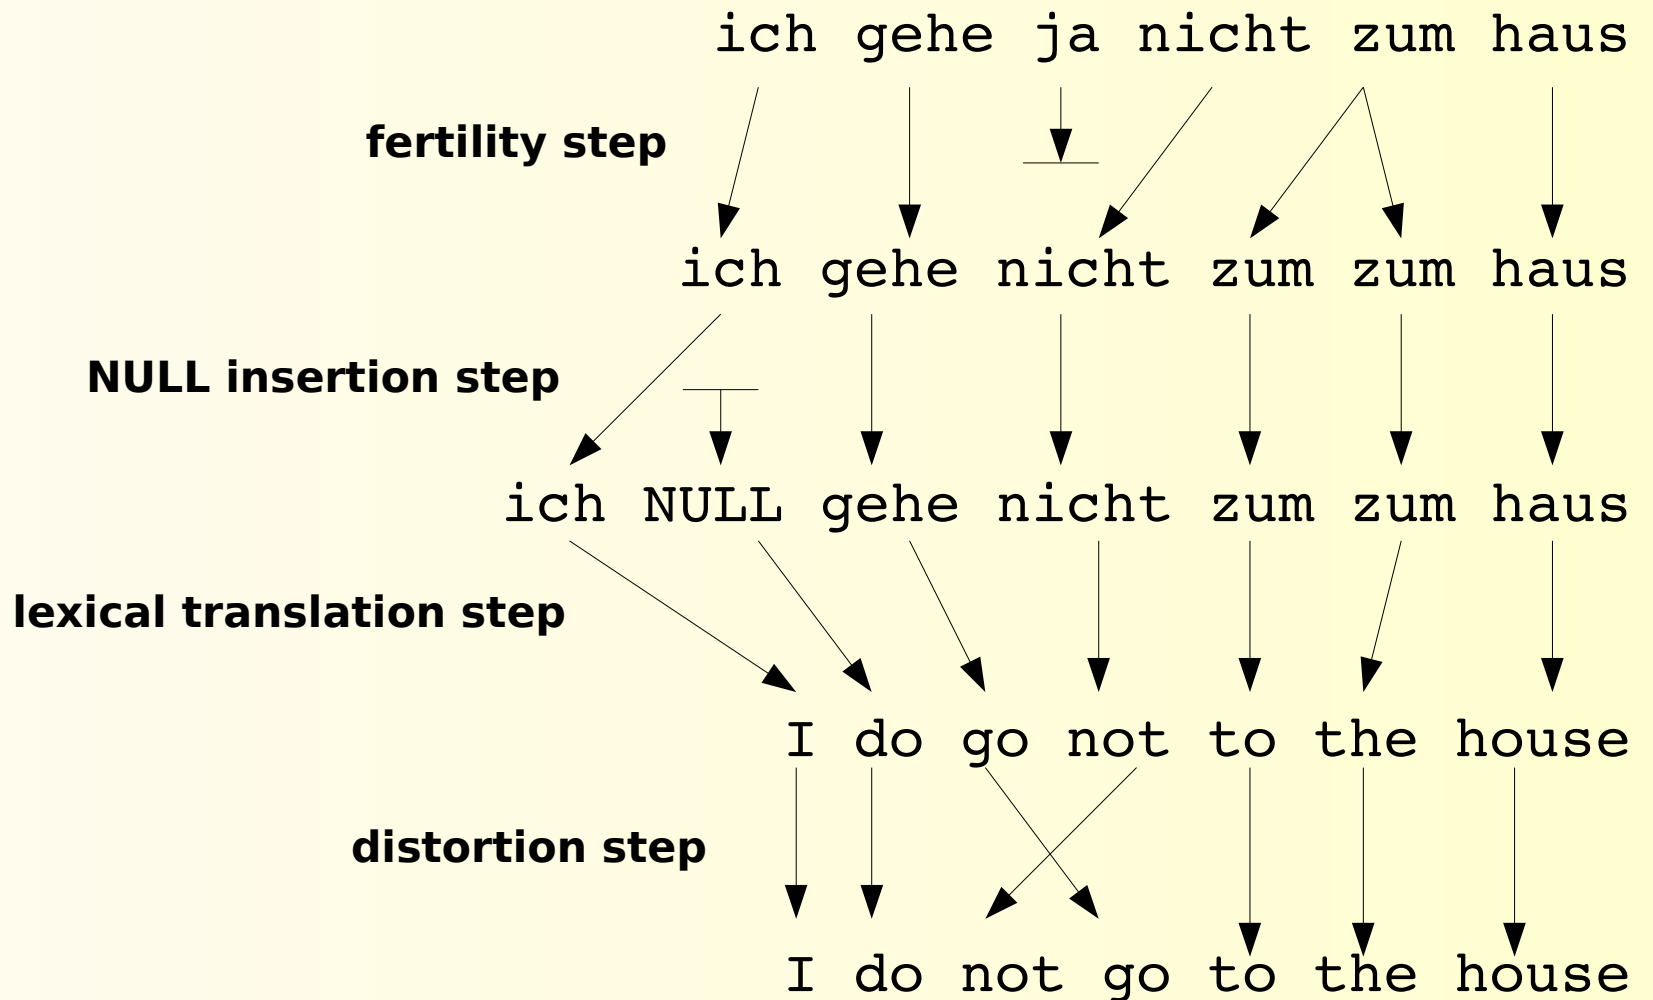 ich gehe ja nicht zum haus
fertility step
ich gehe nicht zum zum haus
NULL insertion step
ich NULL gehe nicht zum zum haus
lexical translation step
I do go not to the house
distortion step
I do not go to the house